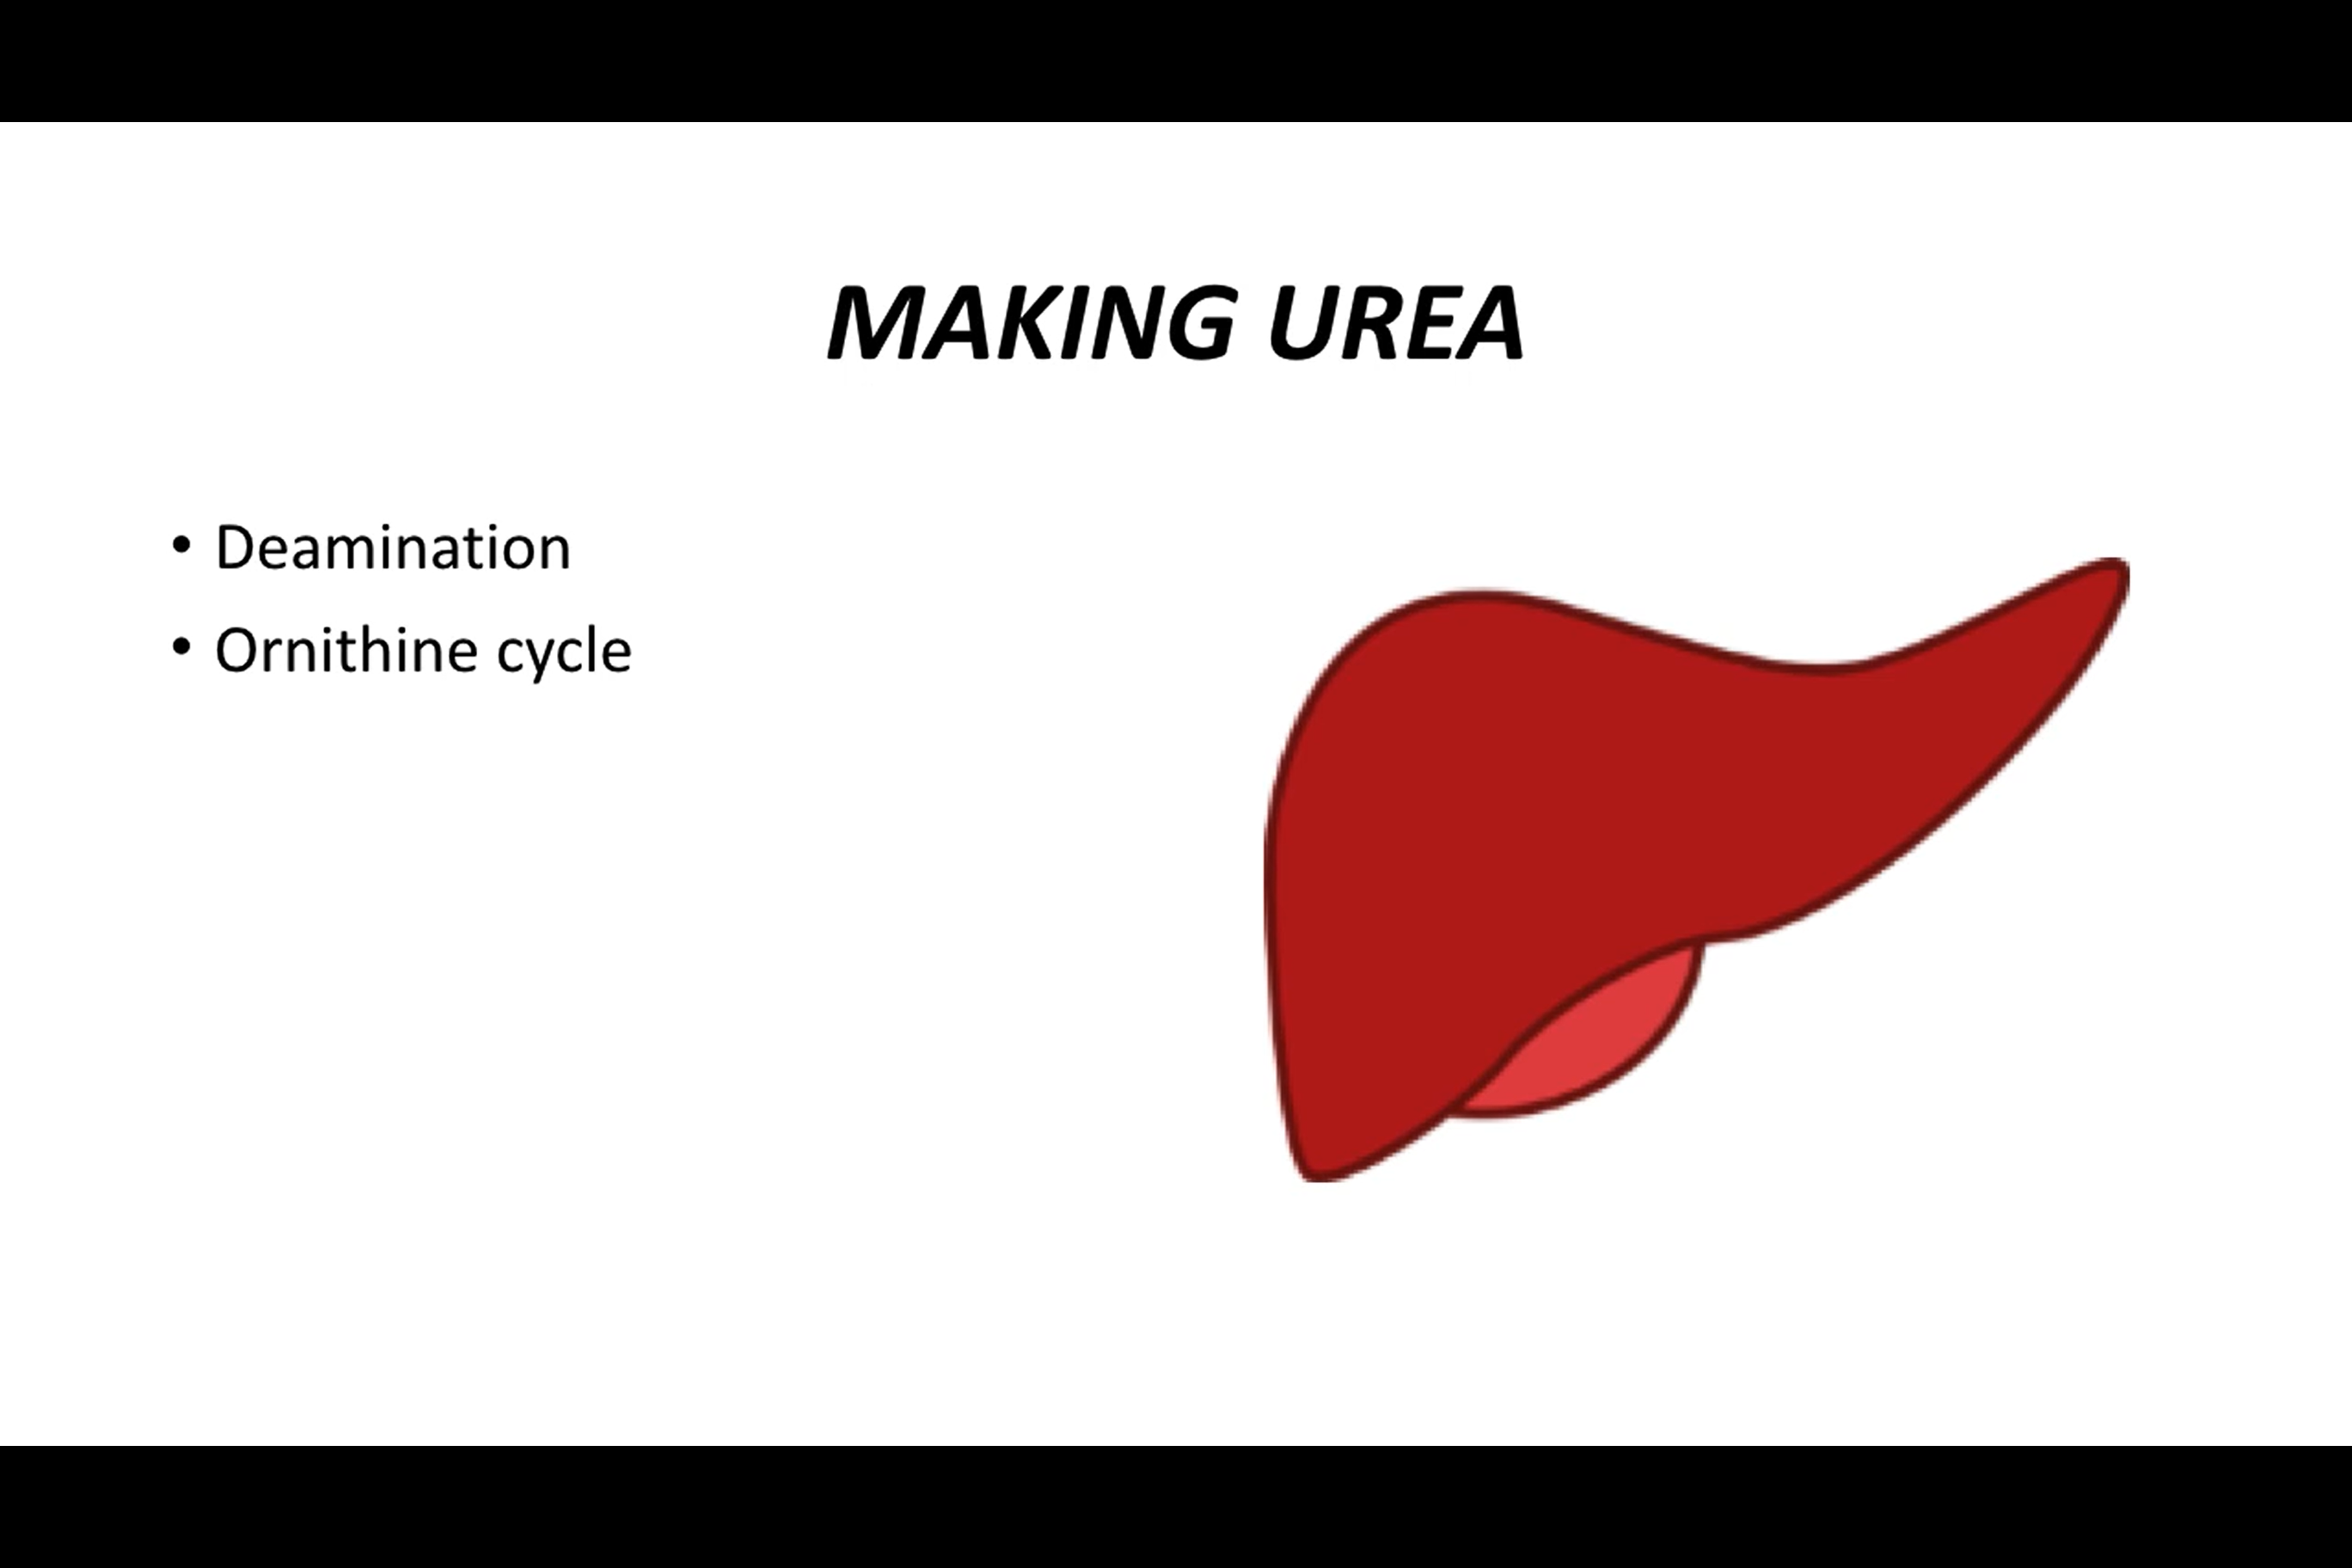 MAKING UREA
• Deamination
• Ornithine cycle